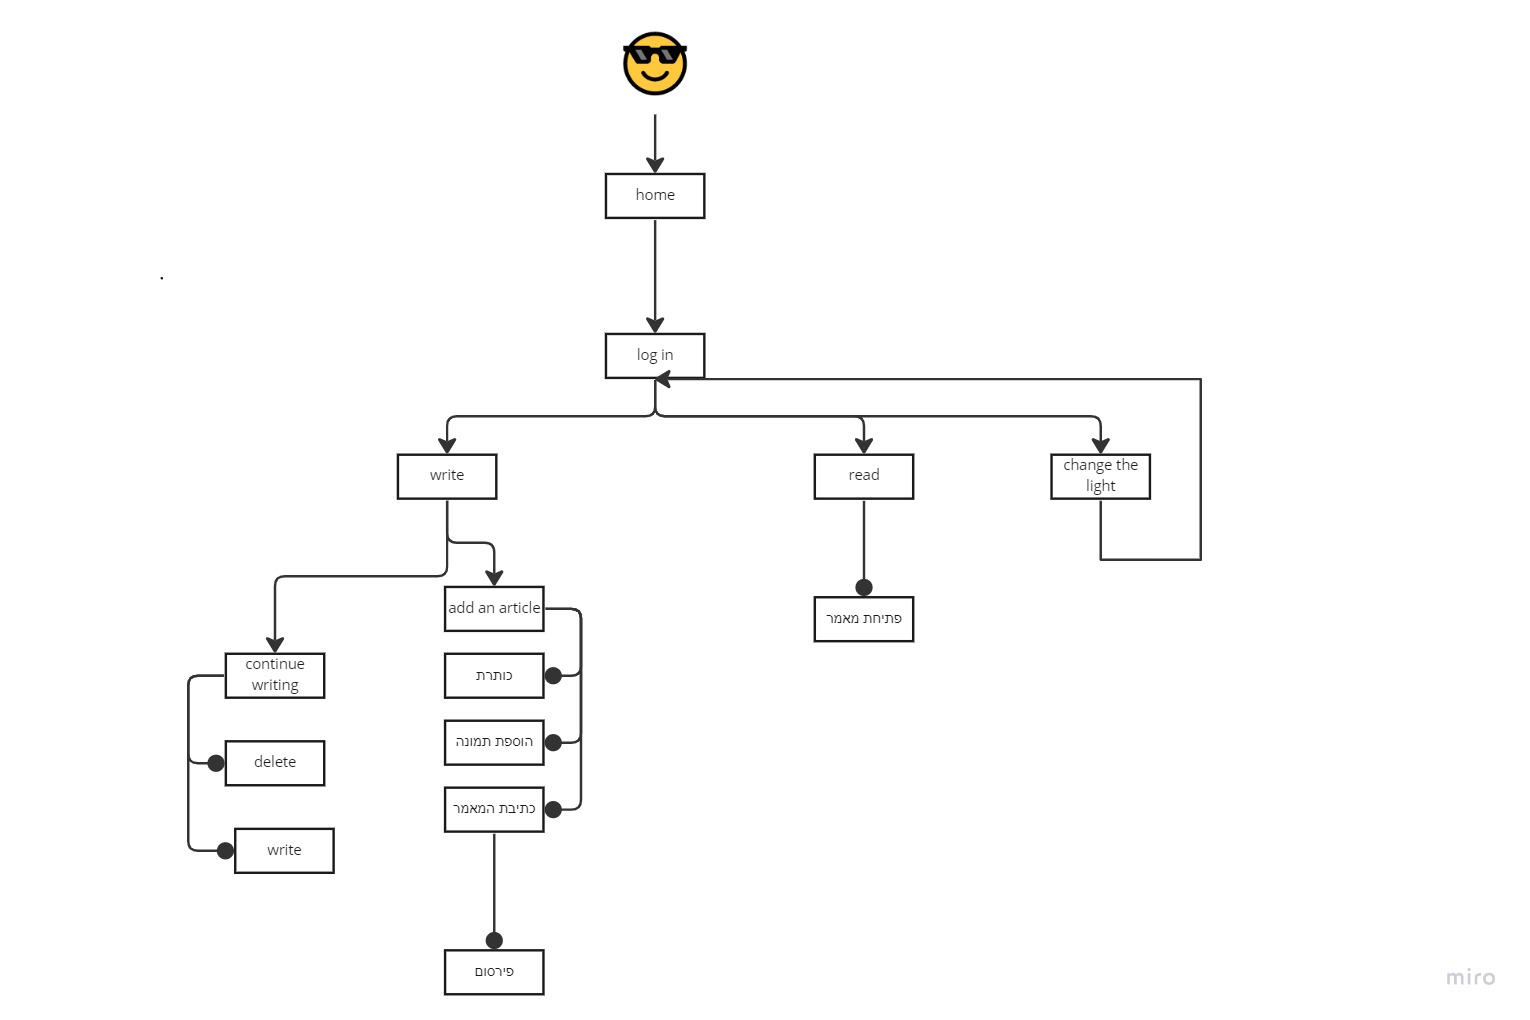 home
log in
write
read
change the
light
add an article
פתיחת מאמר
continue
writing
כותרת
הוספת תמונה
delete
כתיבת המאמר
write
פירסום
miro